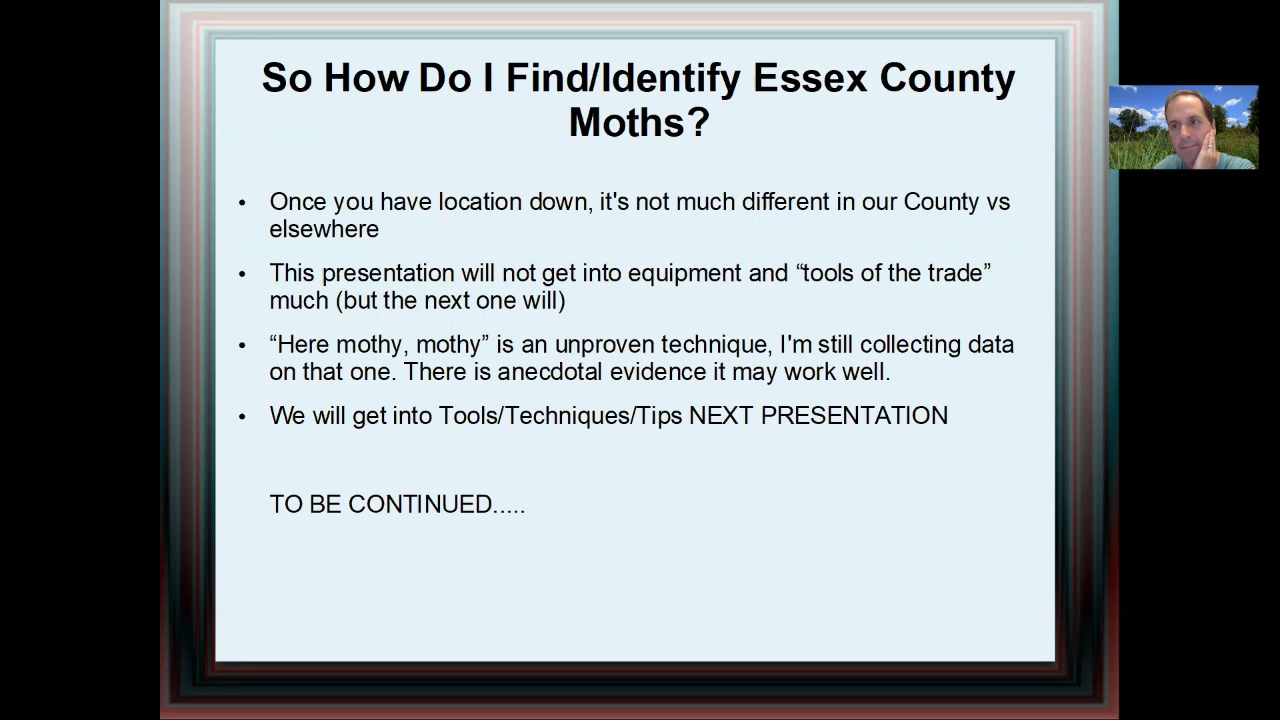 So How Do I Find/Identify Essex County
Moths?
• Once you have location down, it's not much different in our County vs
elsewhere
• This presentation will not get into equipment and “tools of the trade”
much (but the next one will)
• “Here mothy, mothy” is an unproven technique, I'm still collecting data
on that one. There is anecdotal evidence it may work well.
• We will get into Tools/Techniques/Tips NEXT PRESENTATION
TO BE CONTINUED.....